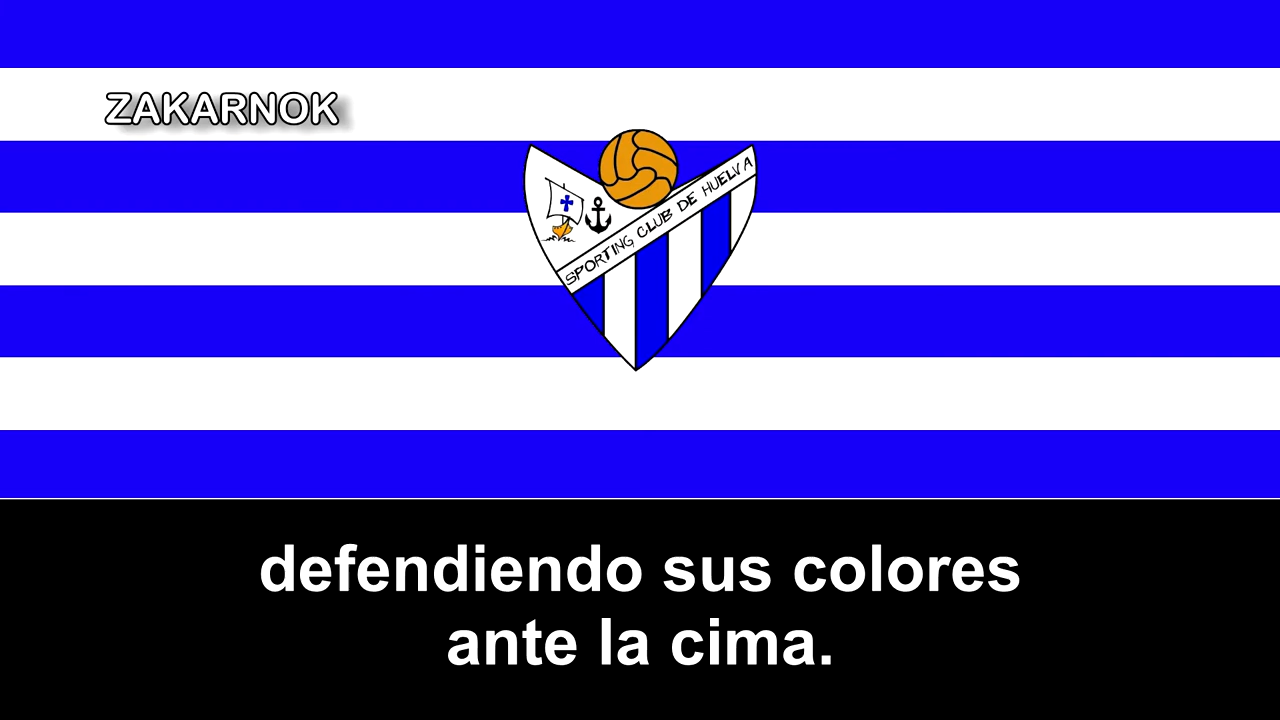 ZAKARNOK
SPORTING CLUB DE HUELVA
defendiendo sus colores
ante la cima.